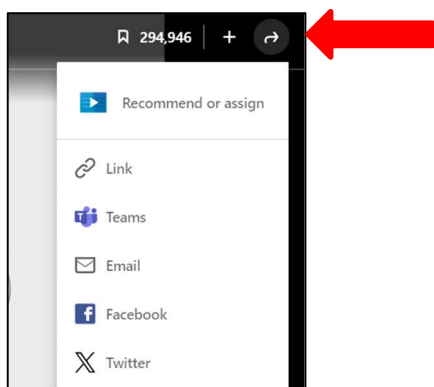 294,946
Recommend or assign
Link
Teams
Email
Facebook
Twitter